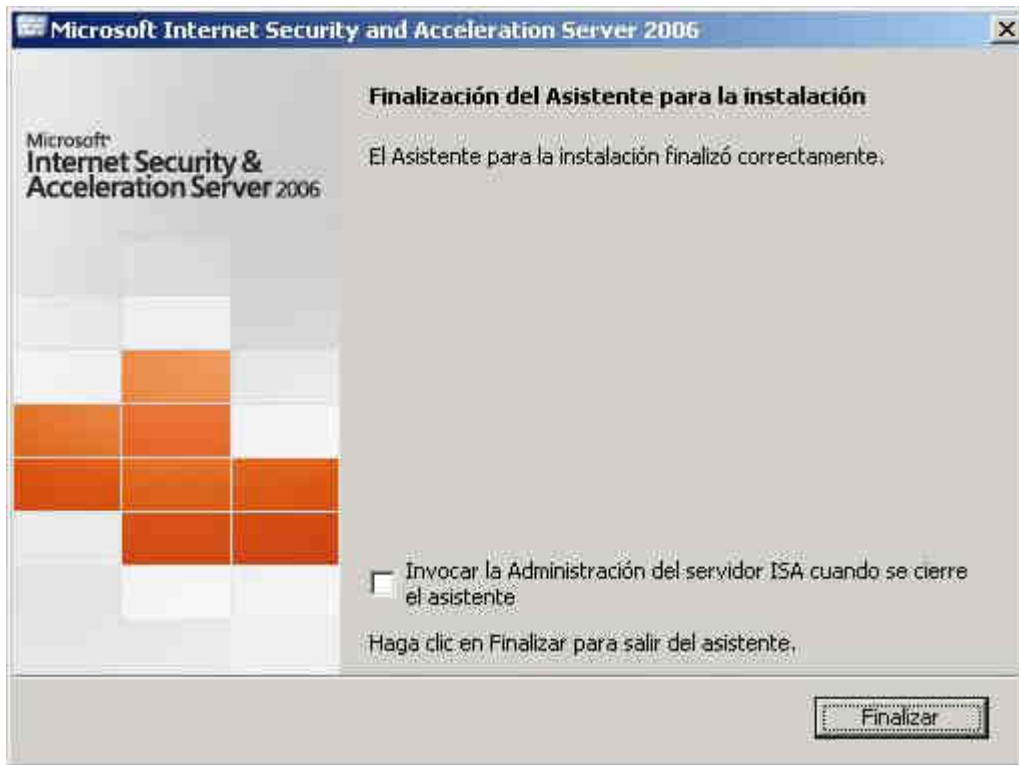 Microsoft Internet Security and Acceleration Server 2006
Microsoft
Internet Security &
Acceleration Server 2006
Finalización del Asistente para la instalación
El Asistente para la instalación finalizó correctamente.
Invocar la Administración del servidor ISA cuando se cierre
el asistente
Haga clic en Finalizar para salir del asistente.
Finalizar